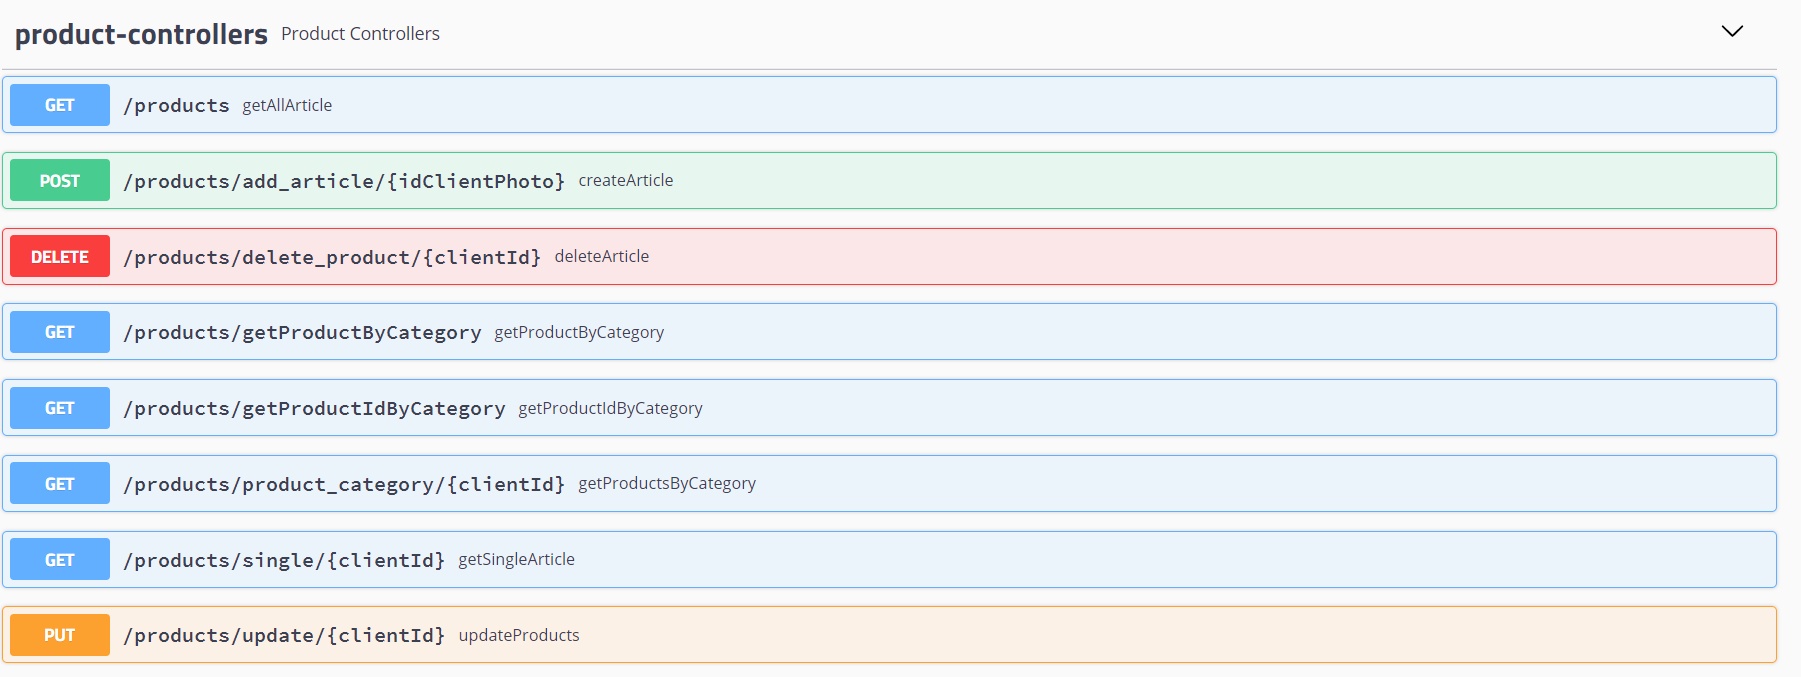 product-controllers Product Controllers
GET /products getAllArticle
POST /products/add_article/{idClientPhoto} createArticle
DELETE /products/delete_product/{clientId} deleteArticle
GET /products/getProductByCategory getProductByCategory
GET /products/getProductIdByCategory getProductIdByCategory
GET /products/product_category/{clientId} getProductsByCategory
GET /products/single/{clientId} getSingleArticle
PUT /products/update/{clientId} updateProducts